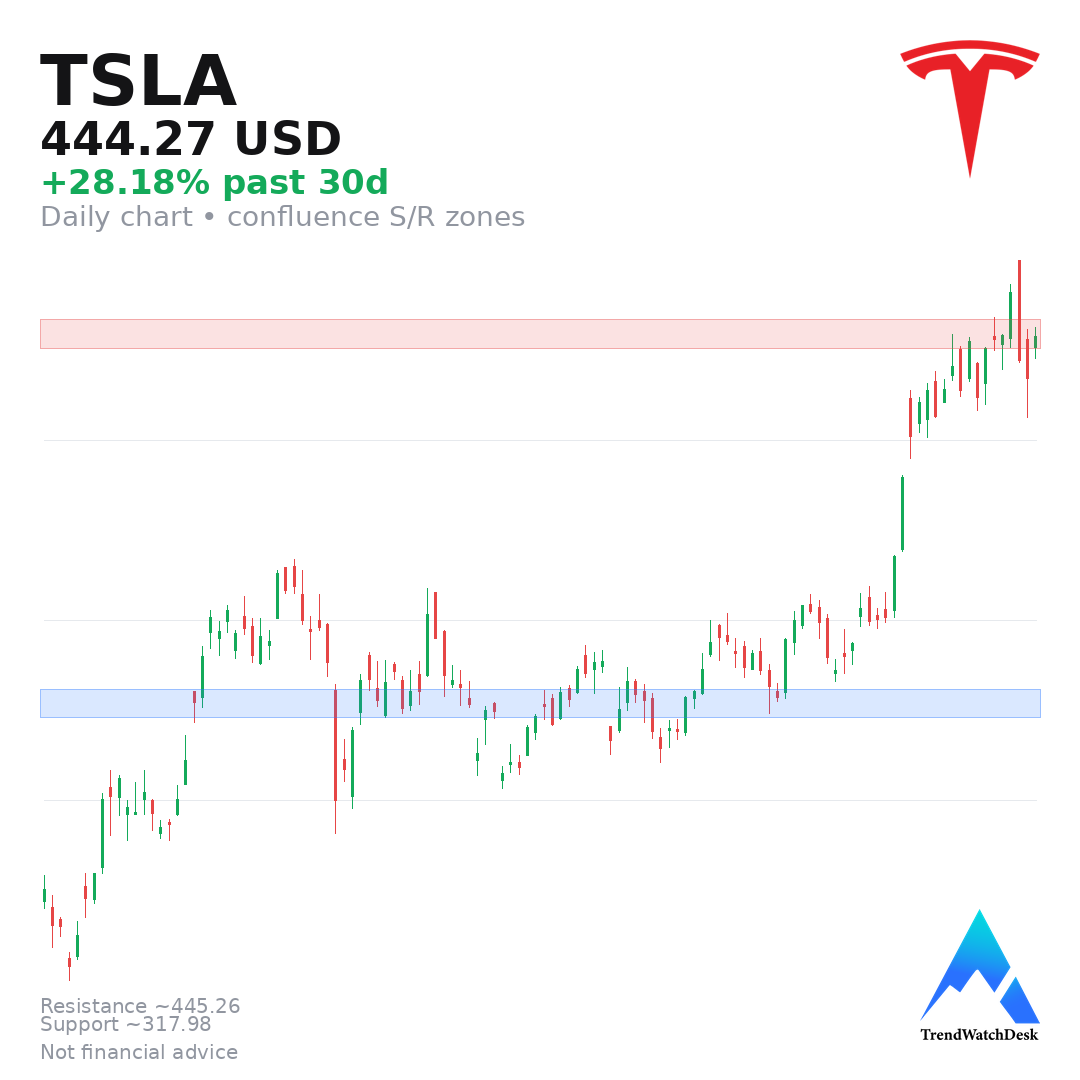 TSLA
444.27 USD
+28.18% past 30d
Daily chart • confluence S/R zones
Resistance ~445.26
Support ~317.98
Not financial advice
TrendWatchDesk